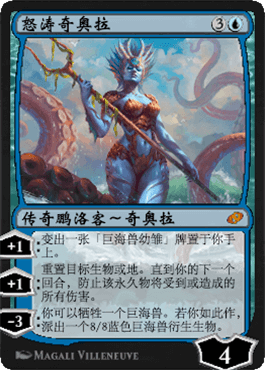 怒涛奇奥拉 3
传奇鹏洛客～奇奥拉
+1：变出一张「巨海兽幼雏」牌置于你手
上。
+1：重置目标生物或地。直到你的下一个
回合，防止该永久物将受到或造成的
所有伤害。
-3：你可以牺牲一个巨海兽。若你如此作，
派出一个8/8蓝色巨海兽衍生生物。
MAGALI VILLENEUVE 4